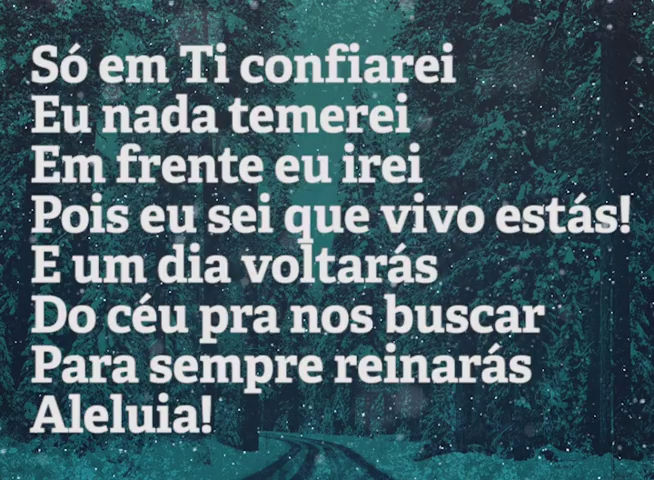 Só em Ti confiarei
Eu nada temerei
Em frente eu irei
Pois eu sei que vivo estás!
E um dia voltarás
Do céu pra nos buscar
Para sempre reinarás
Aleluia!